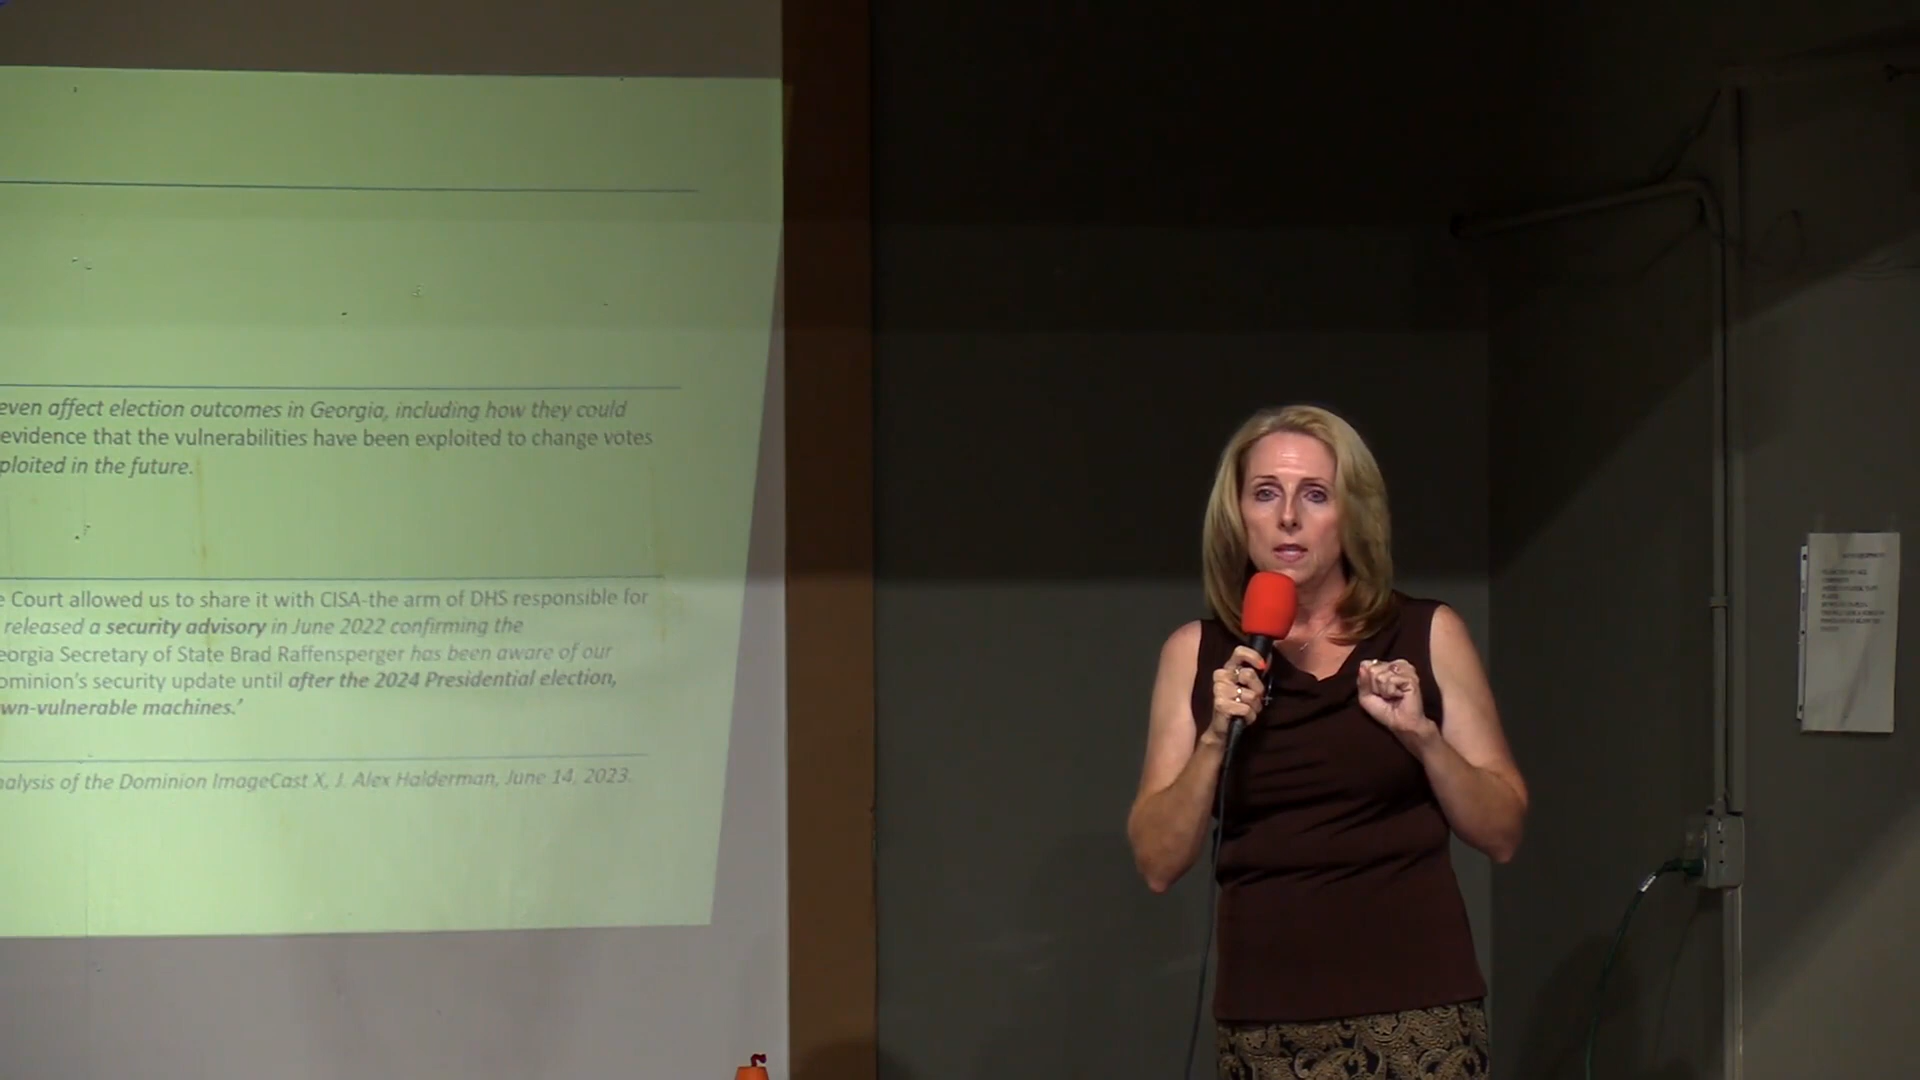 even affect election outcomes in Georgia, including how they could
evidence that the vulnerabilities have been exploited to change votes
ploited in the future.
e Court allowed us to share it with CISA-the arm of DHS responsible for
released a security advisory in June 2022 confirming the
eorgia Secretary of State Brad Raffensperger has been aware of our
ominion's security update until after the 2024 Presidential election,
wn-vulnerable machines.'
nalysis of the Dominion ImageCast X, J. Alex Halderman, June 14, 2023.